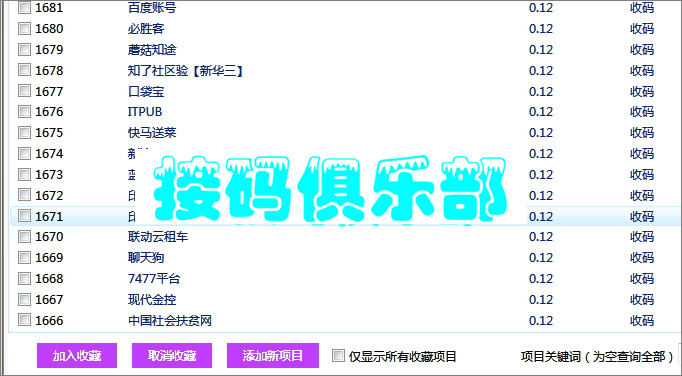 1681 百度账号 0.12 收码
1680 必胜客 0.12 收码
1679 蘑菇知途 0.12 收码
1678 知了社区验【新华三】 0.12 收码
1677 口袋宝 0.12 收码
1676 ITPUB 0.12 收码
1675 快马送菜 0.12 收码
1674 0.12 收码
1673 0.12 收码
1672 0.12 收码
1671 0.12 收码
接码俱乐部
1670 联动云租车 0.12 收码
1669 聊天狗 0.12 收码
1668 7477平台 0.12 收码
1667 现代金控 0.12 收码
1666 中国社会扶贫网 0.12 收码
加入收藏 取消收藏 添加新项目 仅显示所有收藏项目 项目关键词（为空查询全部）